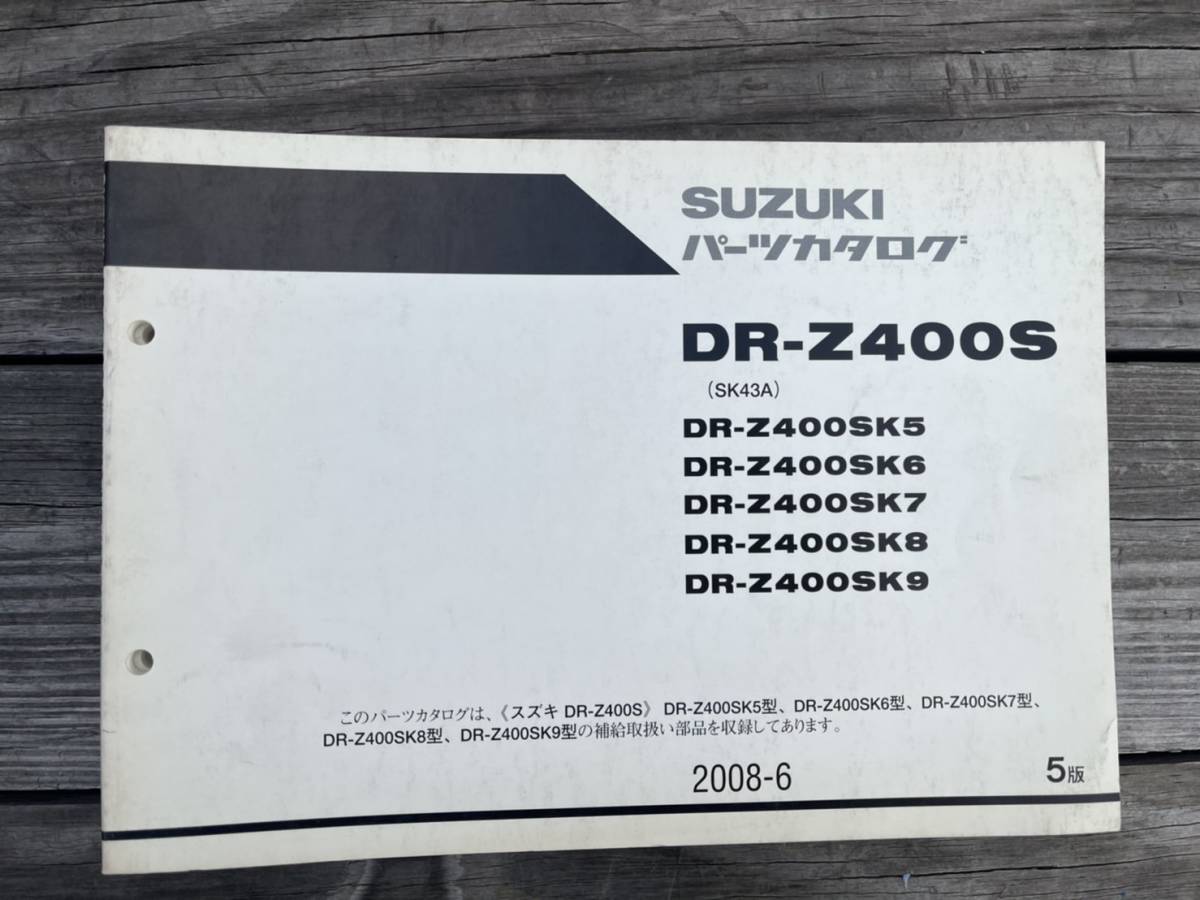 SUZUKI
パーツカタログ
DR-Z400S
（SK43A）
DR-Z400SK5
DR-Z400SK6
DR-Z400SK7
DR-Z400SK8
DR-Z400SK9
このパーツカタログは、《スズキ DR-Z400S》 DR-Z400SK5型、DR-Z400SK6型、DR-Z400SK7型、
DR-Z400SK8型、DR-Z400SK9型の補給取扱い部品を収録してあります。
2008-6
5版